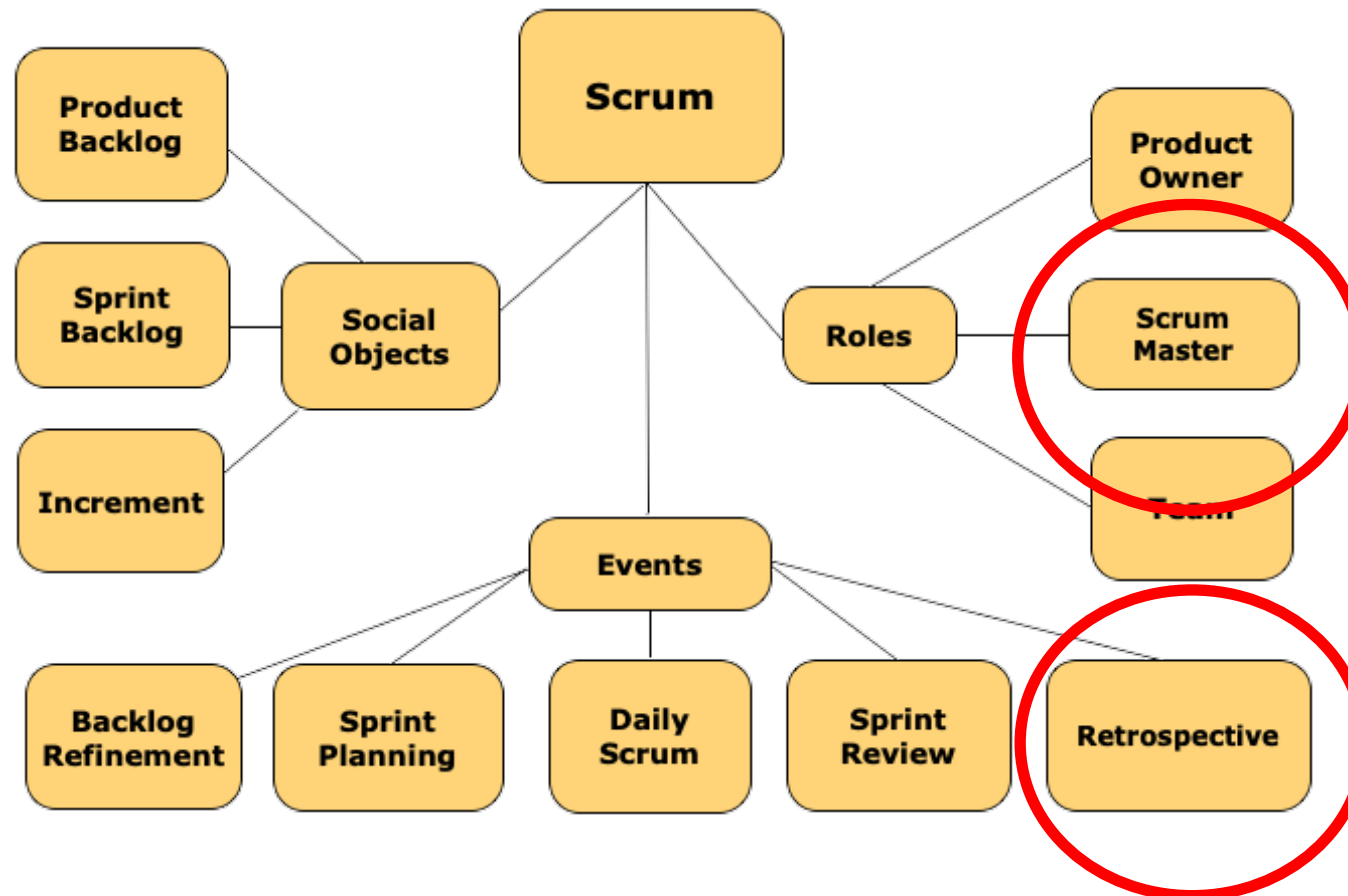 Scrum
Product
Backlog
Sprint
Backlog
Increment
Social
Objects
Roles
Product
Owner
Scrum
Master
Team
Events
Backlog
Refinement
Sprint
Planning
Daily
Scrum
Sprint
Review
Retrospective